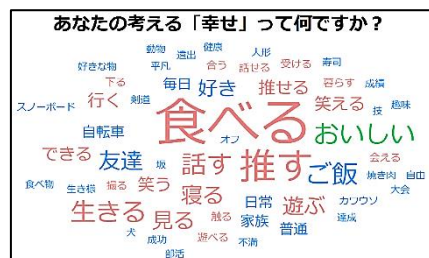 あなたの考える「幸せ」って何ですか？
動物 遠出 健康 人形
好きな物 平凡 合う 話せる 受ける 寿司
下る 毎日 好き 推せる 暮らす 成績
スノーボード 行く 剣道 笑える 技 趣味
自転車 食べる おいしい
できる 友達 坂 オフ 会える
話す 推す ご飯 焼き肉 自由
食べ物 生き様 掘る 笑う 寝る 日常 遊ぶ カワウソ 大会
生きる 見る 触る 家族 普通 達成
犬 成功 遊べる 不満
部活